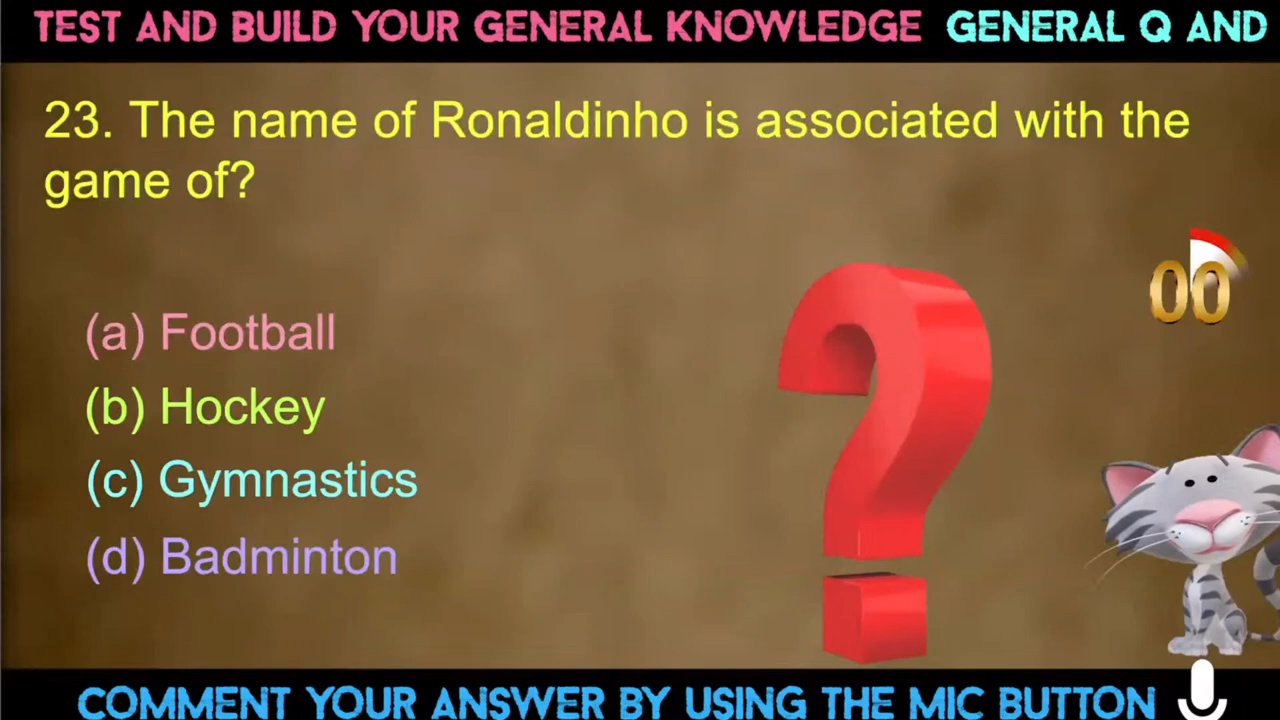 TEST AND BUILD YOUR GENERAL KNOWLEDGE GENERAL Q AND
23. The name of Ronaldinho is associated with the
game of?
00
(a) Football
(b) Hockey
(c) Gymnastics
(d) Badminton
COMMENT YOUR ANSWER BY USING THE MIC BUTTON